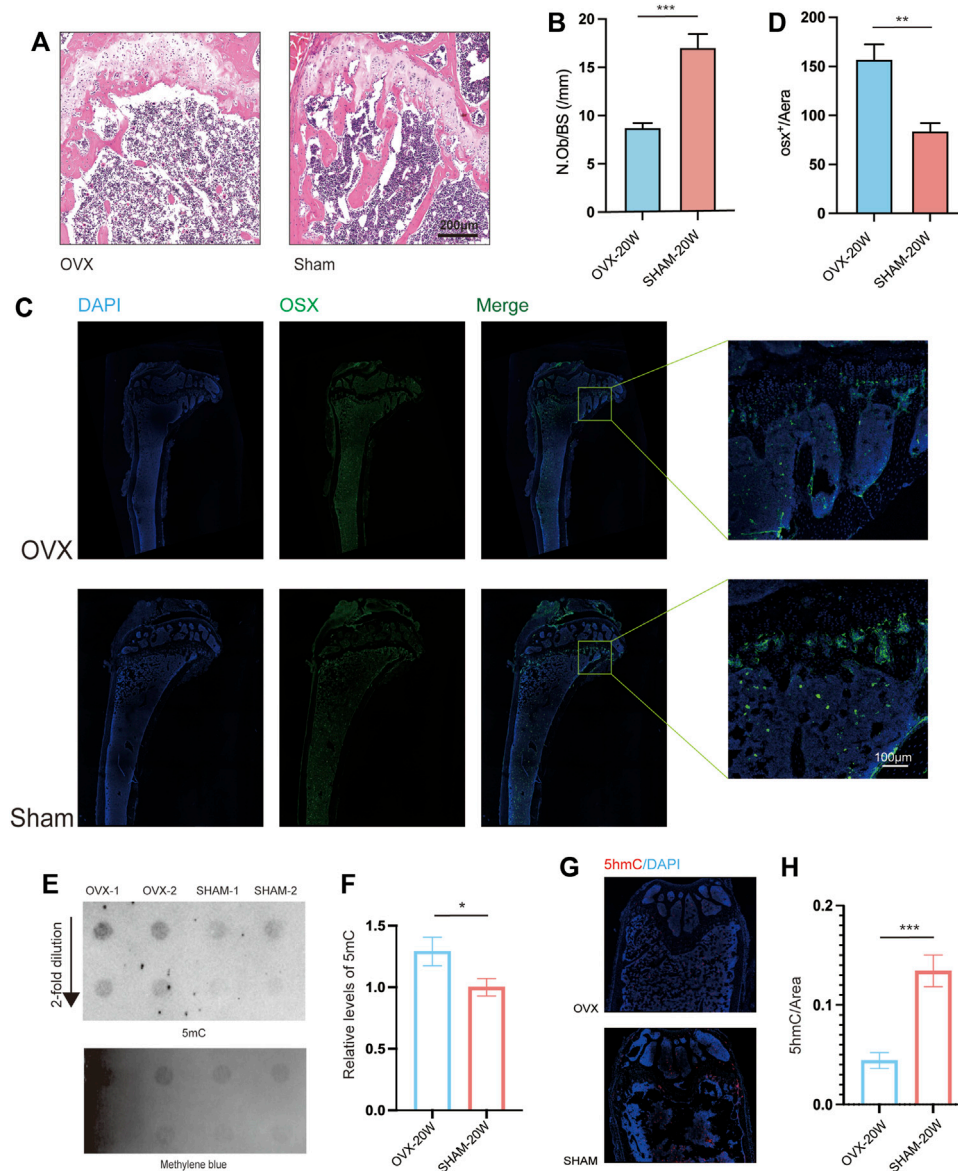 A
OVX
Sham
200μm
B
***
N.Ob/BS (/mm)
20
15
10
5
0
OVX-20W
SHAM-20W
D
**
osx+/Aera
200
150
100
50
0
OVX-20W
SHAM-20W
C
DAPI
OSX
Merge
OVX
Sham
100μm
E
OVX-1
OVX-2
SHAM-1
SHAM-2
2-fold dilution
5mC
Methylene blue
F
*
Relative levels of 5mC
1.5
1.0
0.5
0.0
OVX-20W
SHAM-20W
G
5hmC/DAPI
OVX
SHAM
H
***
5hmC/Area
0.2
0.1
0.0
OVX-20W
SHAM-20W